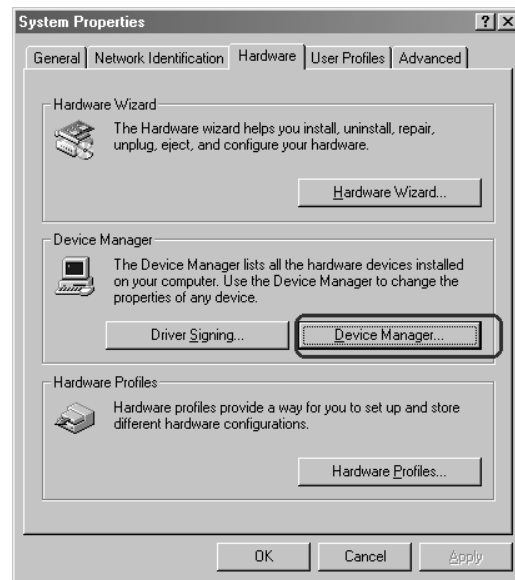 System Properties
General
Network Identification
Hardware
User Profiles
Advanced
Hardware Wizard
The Hardware wizard helps you install, uninstall, repair,
unplug, eject, and configure your hardware.
Hardware Wizard...
Device Manager
The Device Manager lists all the hardware devices installed
on your computer. Use the Device Manager to change the
properties of any device.
Driver Signing...
Device Manager...
Hardware Profiles
Hardware profiles provide a way for you to set up and store
different hardware configurations.
Hardware Profiles...
OK
Cancel
Apply